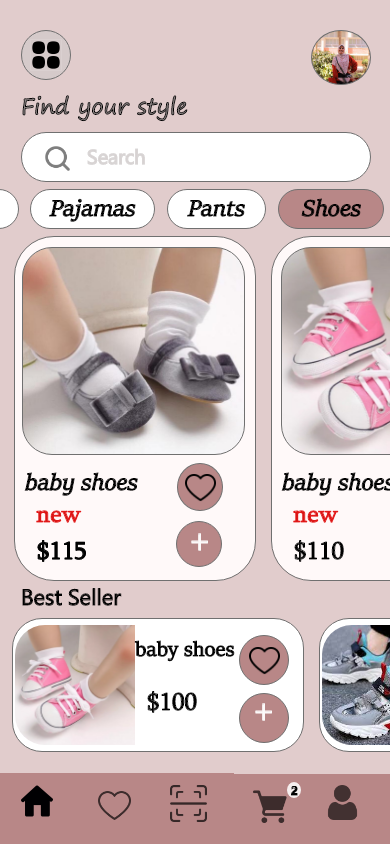 Find your style
Search
Pajamas Pants Shoes
baby shoes baby shoes
new new
$115 $110
+
Best Seller
baby shoes
$100
+
2